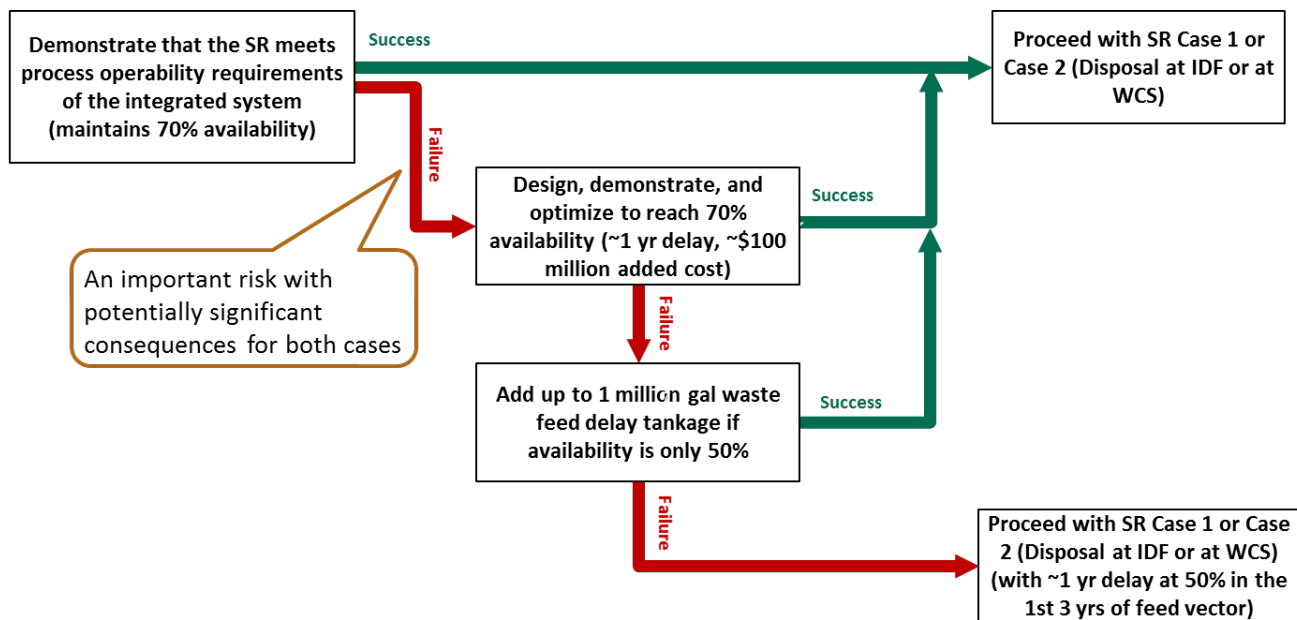 Demonstrate that the SR meets
process operability requirements
of the integrated system
(maintains 70% availability)
Success
Proceed with SR Case 1 or
Case 2 (Disposal at IDF or at
WCS)
Failure
Design, demonstrate, and
optimize to reach 70%
availability (~1 yr delay, ~$100
million added cost)
Success
An important risk with
potentially significant
consequences for both cases
Failure
Add up to 1 million gal waste
feed delay tankage if
availability is only 50%
Success
Failure
Proceed with SR Case 1 or Case
2 (Disposal at IDF or at WCS)
(with ~1 yr delay at 50% in the
1st 3 yrs of feed vector)